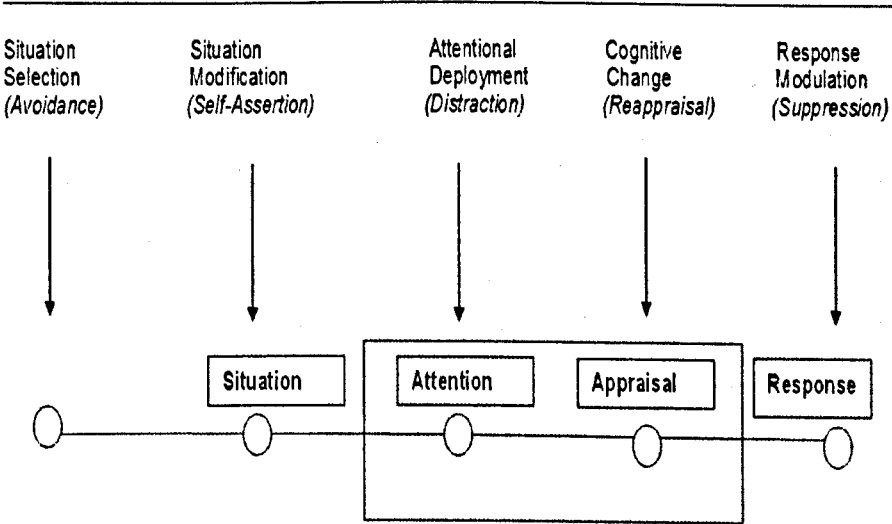 Situation
Selection
(Avoidance)
Situation
Modification
(Self-Assertion)
Attentional
Deployment
(Distraction)
Cognitive
Change
(Reappraisal)
Response
Modulation
(Suppression)
Situation
Attention
Appraisal
Response